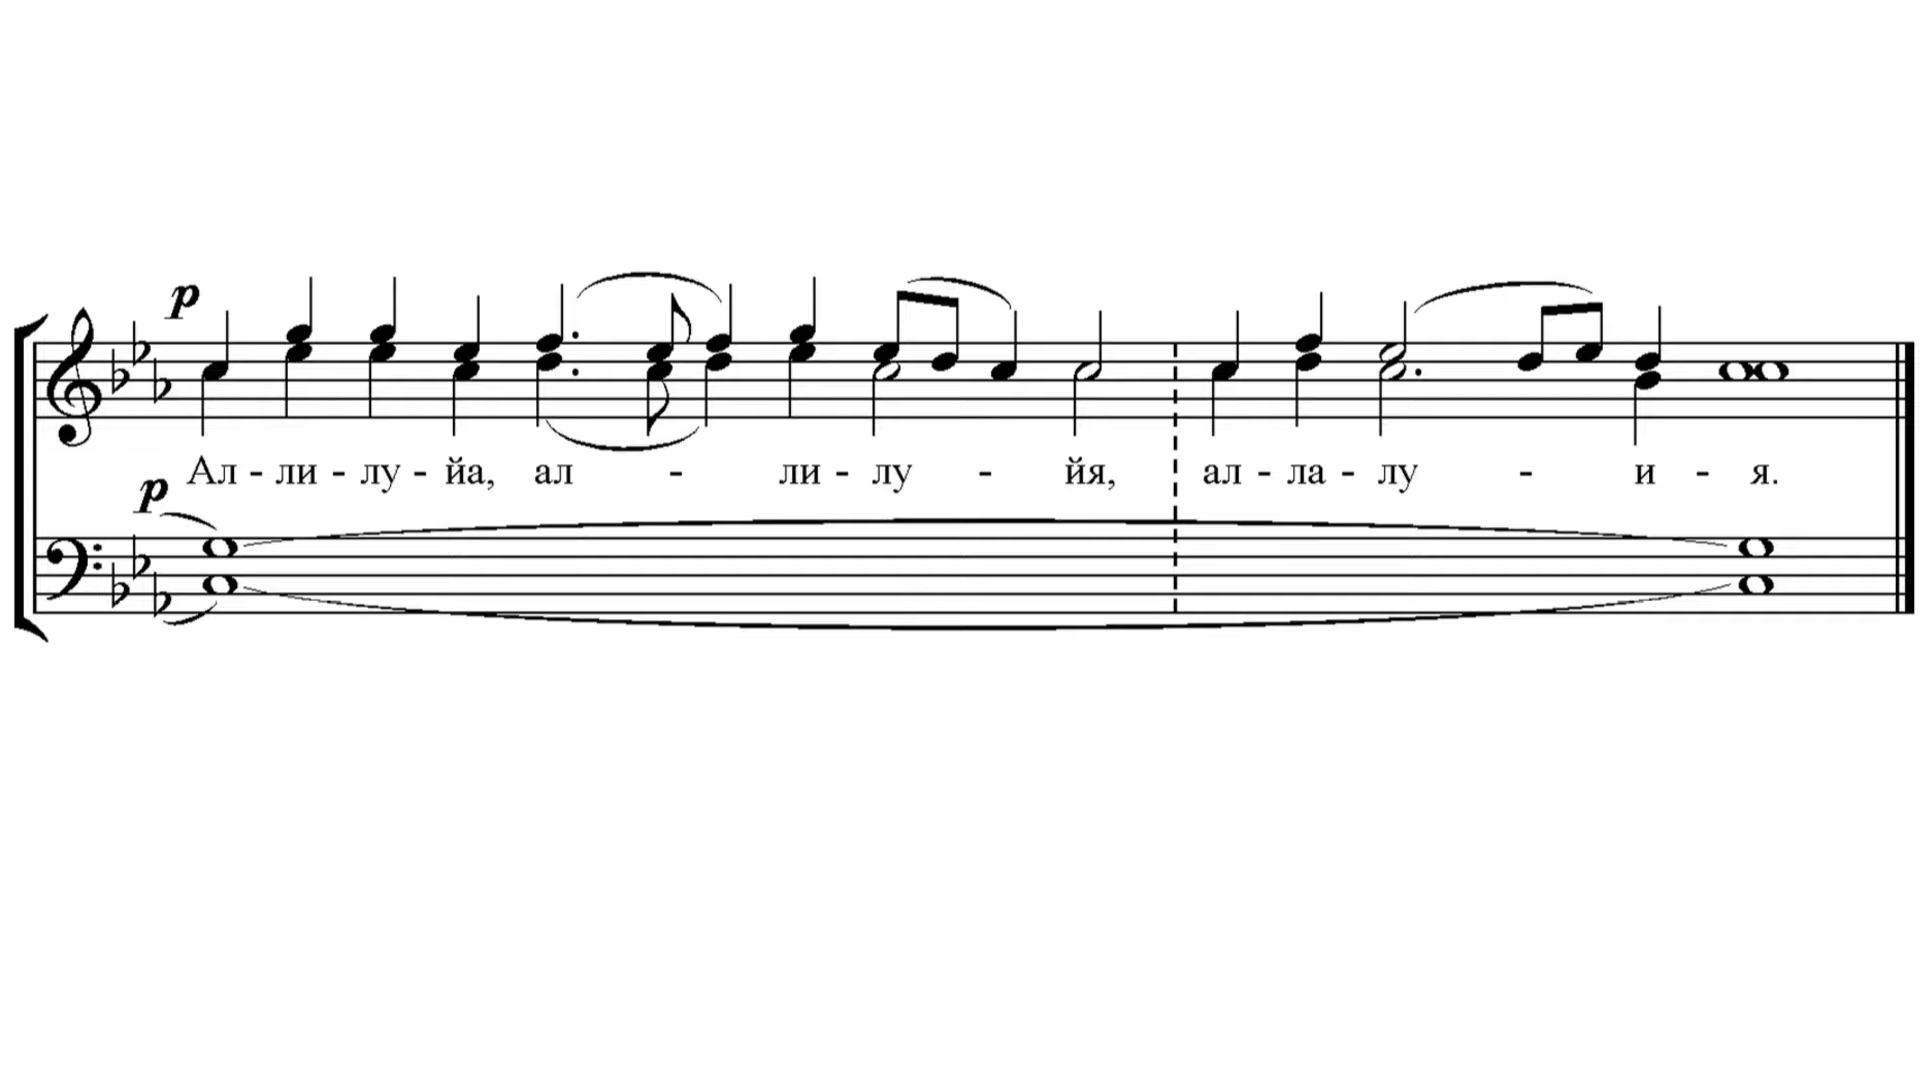 p
Ал - ли - лу - йа, ал - ли - лу - йя, ал - ла - лу - и - я.
p